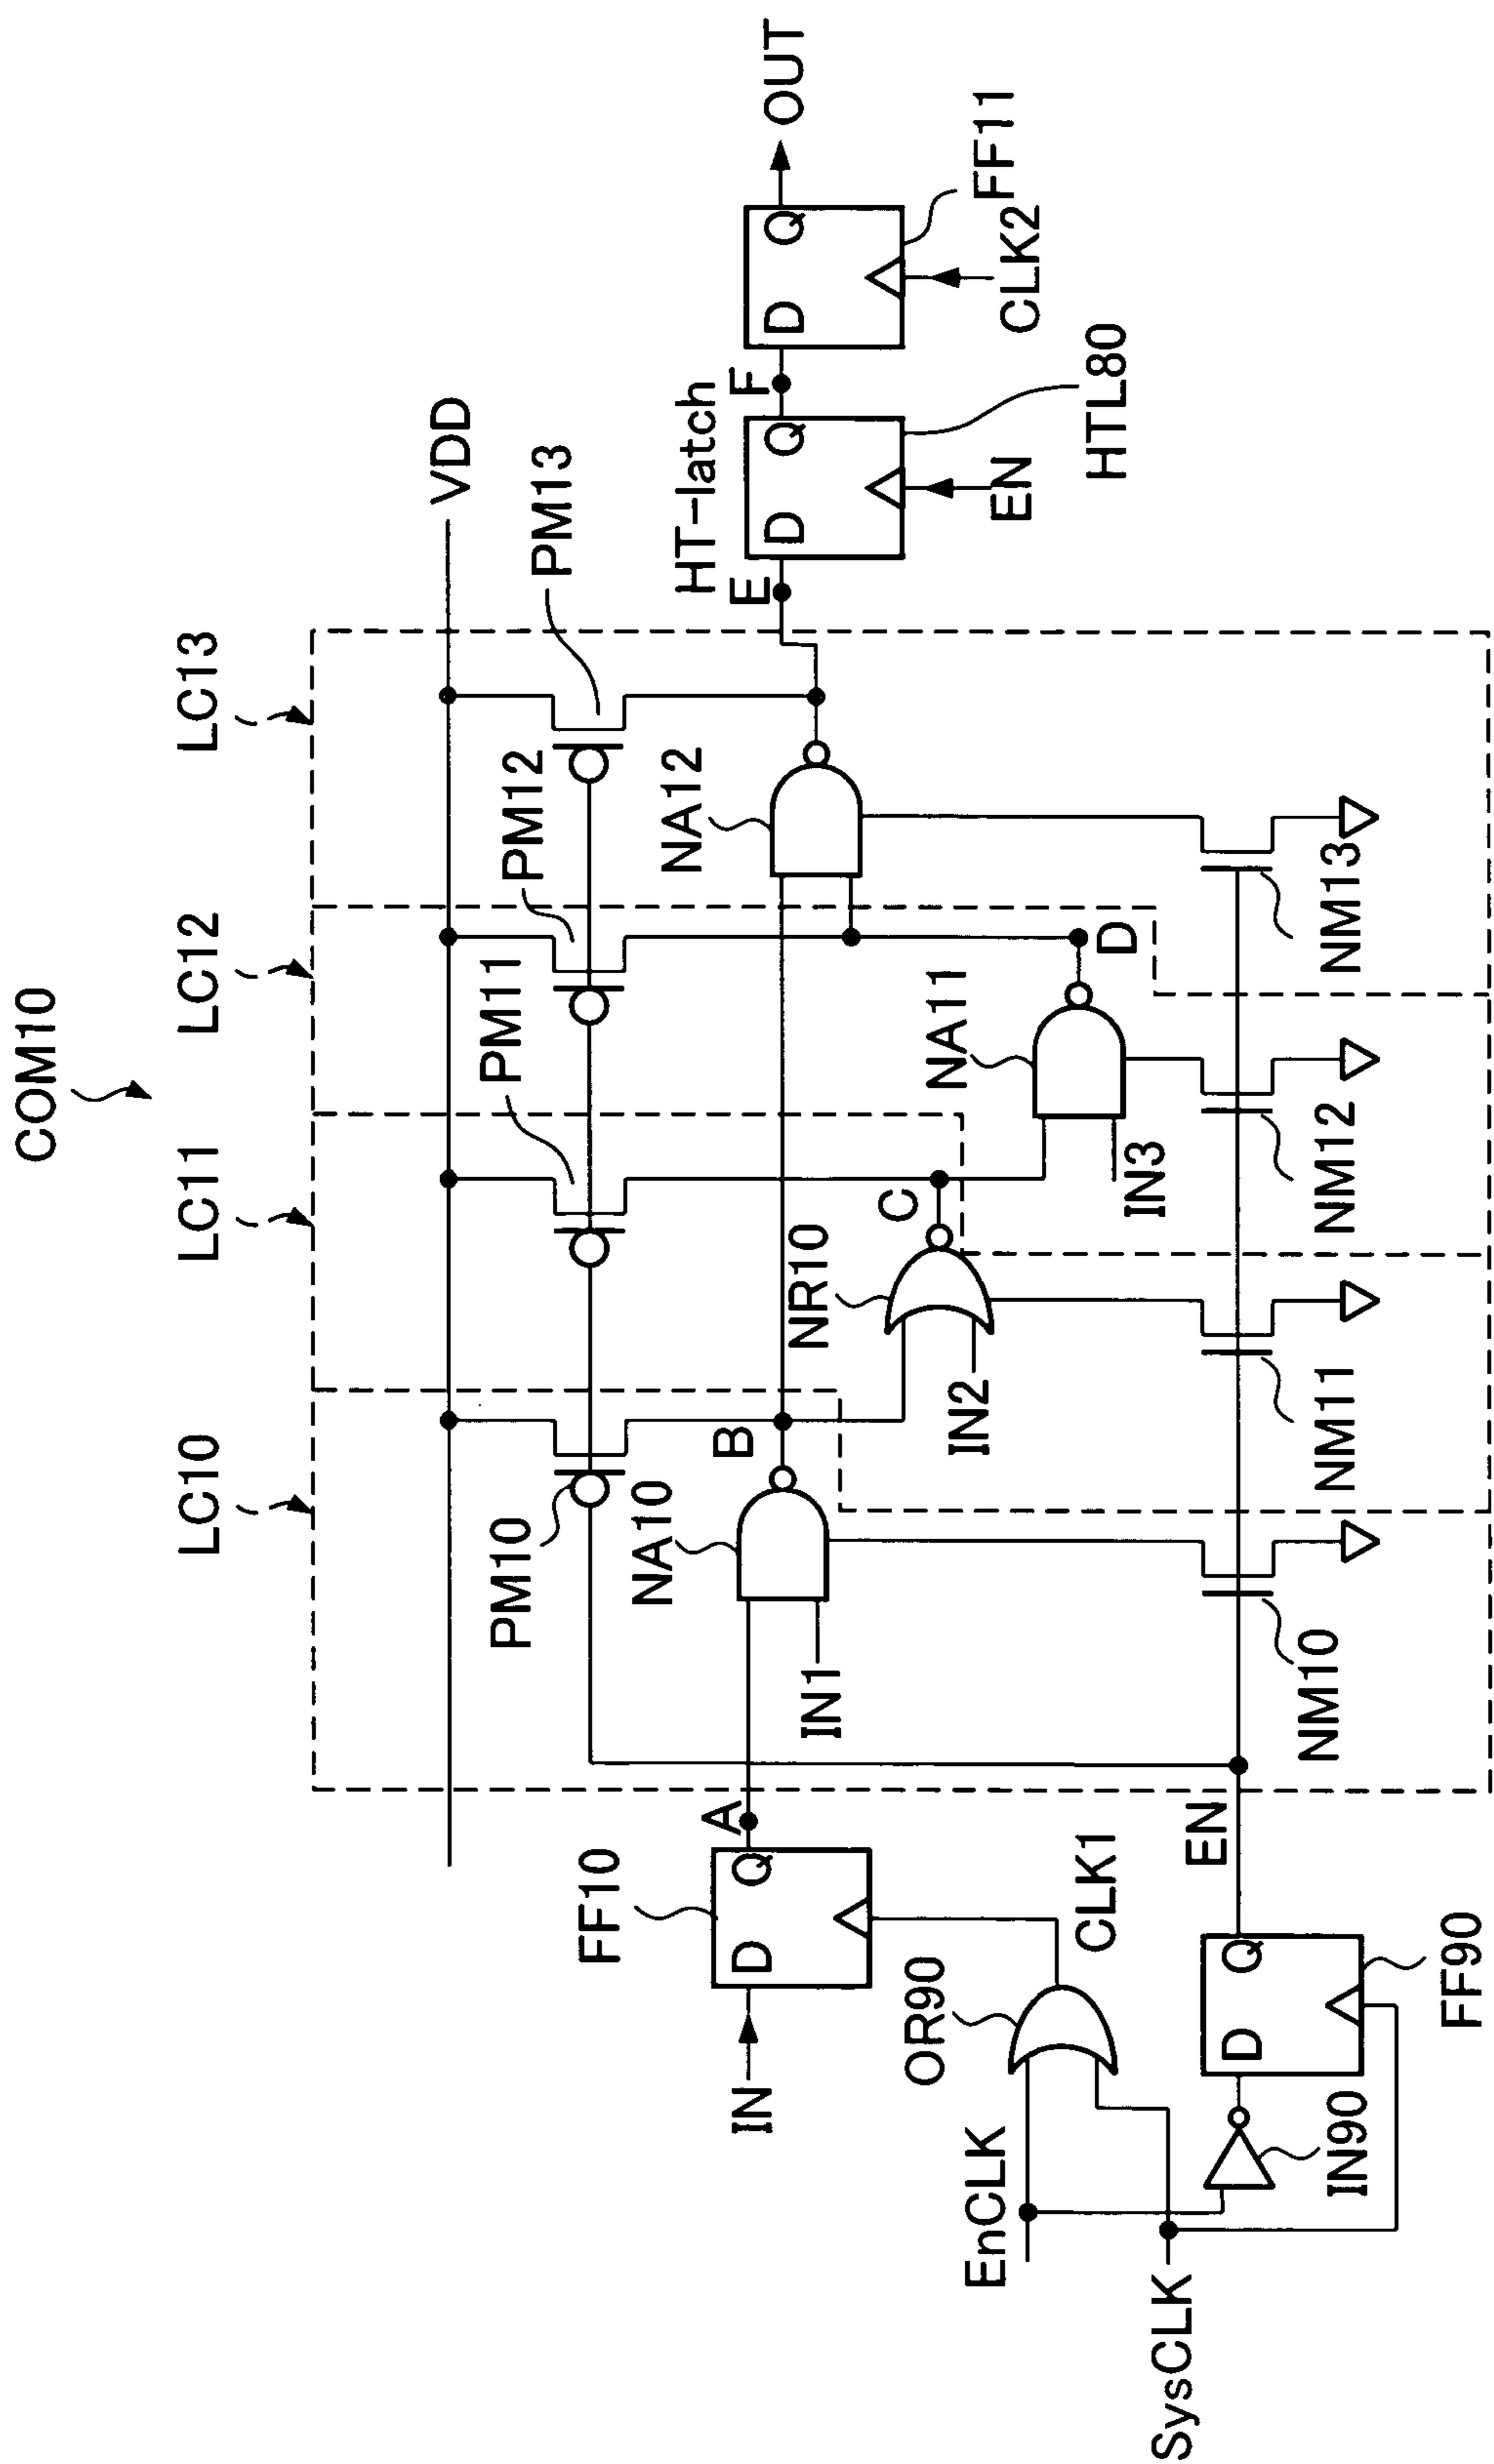 COM10
LC10
LC11
LC12
LC13
VDD
PM10
PM11
PM12
PM13
NA10
B
NR10
C
NA11
D
NA12
E
HT-latch
F
OUT
D
Q
D
Q
FF11
CLK2
EN
HTL80
IN1
IN2
IN3
NM10
NM11
NM12
NM13
IN
FF10
D
Q
A
CLK1
OR90
EnCLK
SysCLK
IN90
D
Q
EN
FF90